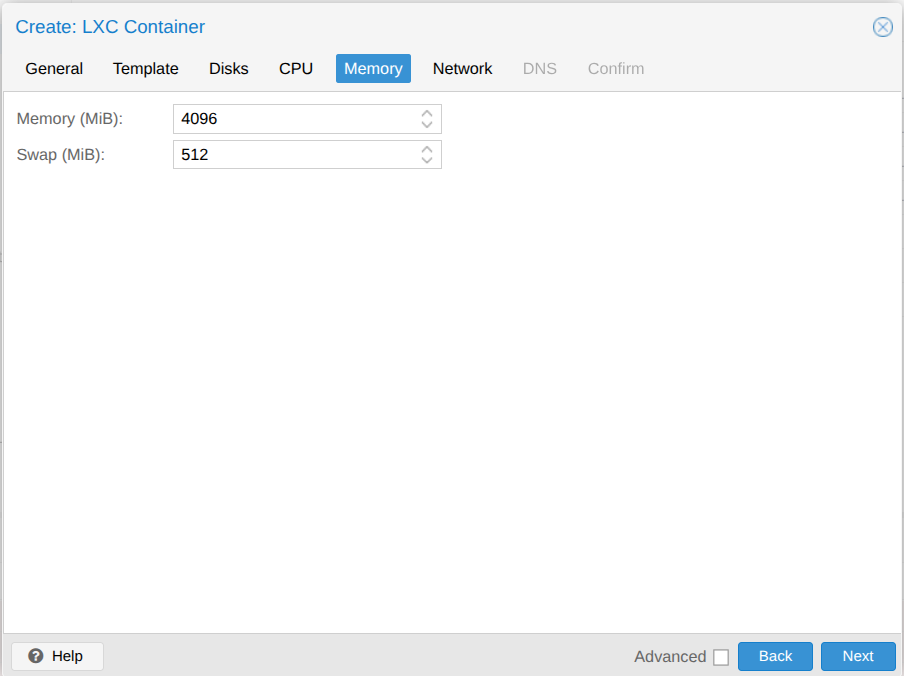 Create: LXC Container
General Template Disks CPU Memory Network DNS Confirm
Memory (MiB): 4096
Swap (MiB): 512
? Help Advanced Back Next